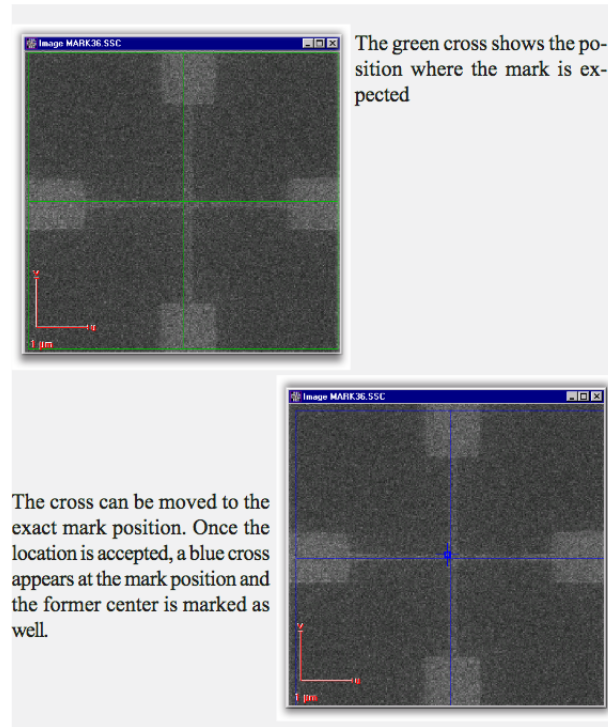 Image MARK36.SSC
The green cross shows the po-
sition where the mark is ex-
pected
1 µm
Image MARK36.SSC
The cross can be moved to the
exact mark position. Once the
location is accepted, a blue cross
appears at the mark position and
the former center is marked as
well.
1 µm